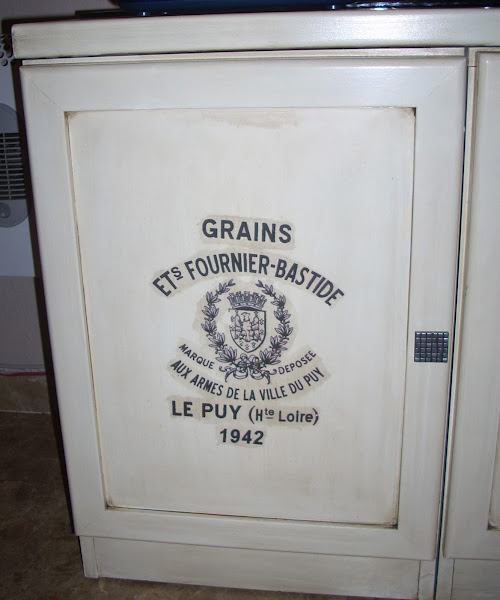 GRAINS
ETS FOURNIER-BASTIDE
MARQUE DEPOSEE
AUX ARMES DE LA VILLE DU PUY
LE PUY (Hte Loire)
1942